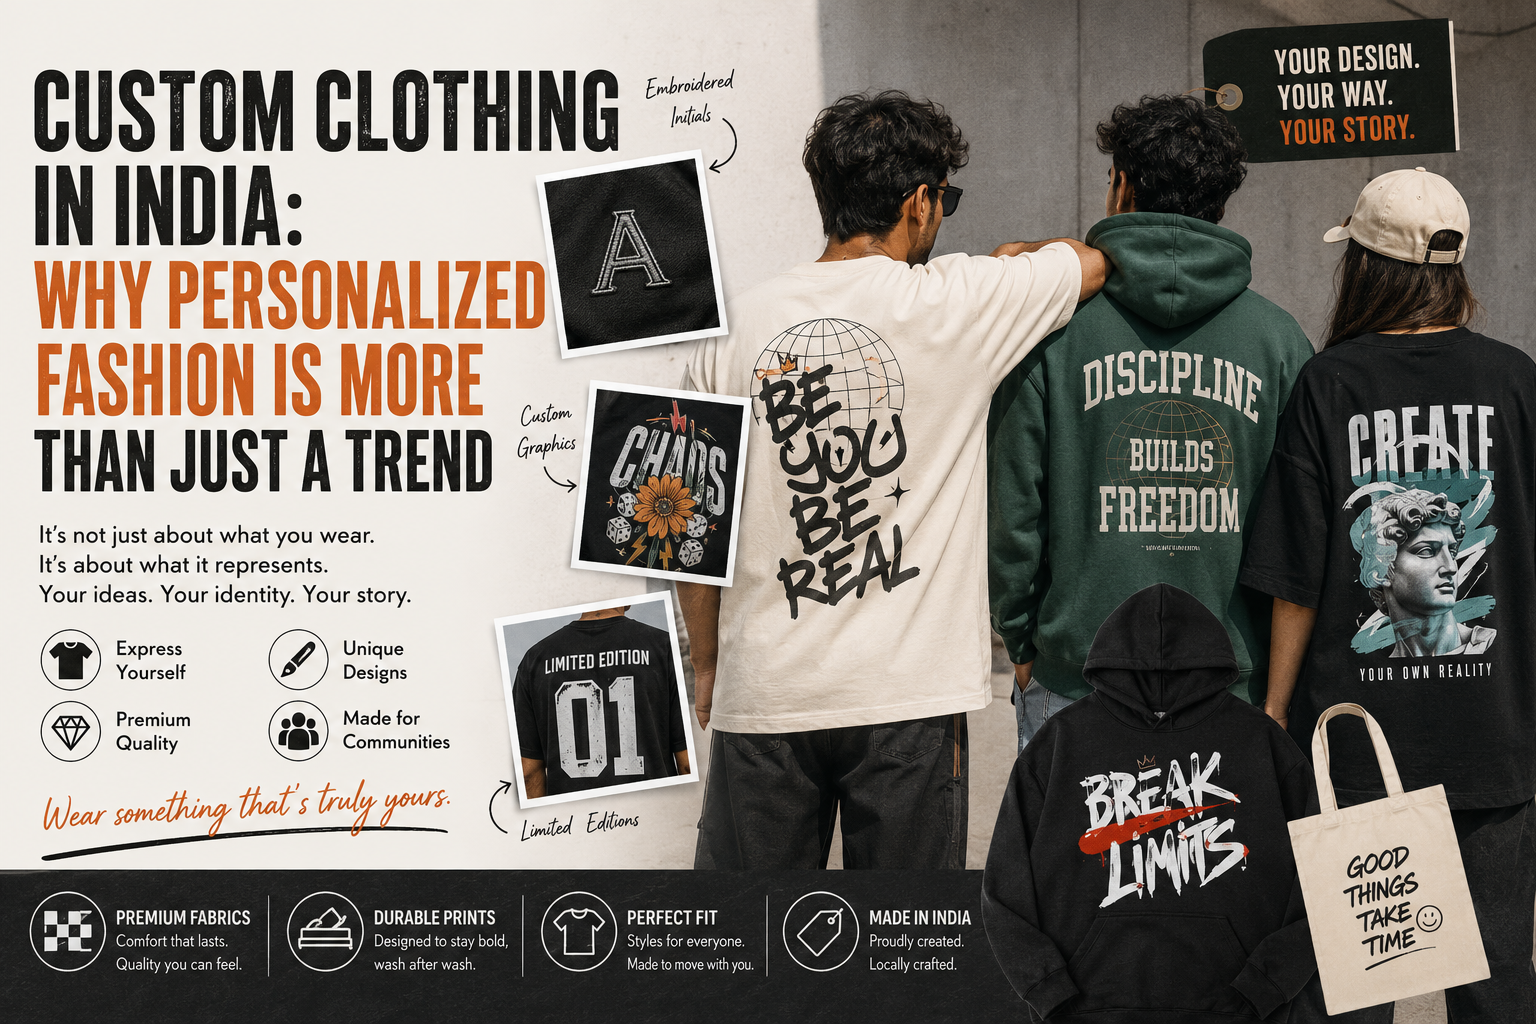 CUSTOM CLOTHING
IN INDIA:
WHY PERSONALIZED
FASHION IS MORE
THAN JUST A TREND
It's not just about what you wear.
It's about what it represents.
Your ideas. Your identity. Your story.
Express
Yourself
Unique
Designs
Premium
Quality
Made for
Communities
Wear something that's truly yours.
Embroidered
Initials
A
Custom
Graphics
CHAOS
LIMITED EDITION
01
Limited Editions
YOUR DESIGN.
YOUR WAY.
YOUR STORY.
BE
YOU
BE
REAL
DISCIPLINE
BUILDS
FREEDOM
CREATE
YOUR OWN REALITY
BREAK
LIMITS
GOOD
THINGS
TAKE
TIME
PREMIUM FABRICS
Comfort that lasts.
Quality you can feel.
DURABLE PRINTS
Designed to stay bold,
wash after wash.
PERFECT FIT
Styles for everyone.
Made to move with you.
MADE IN INDIA
Proudly created.
Locally crafted.